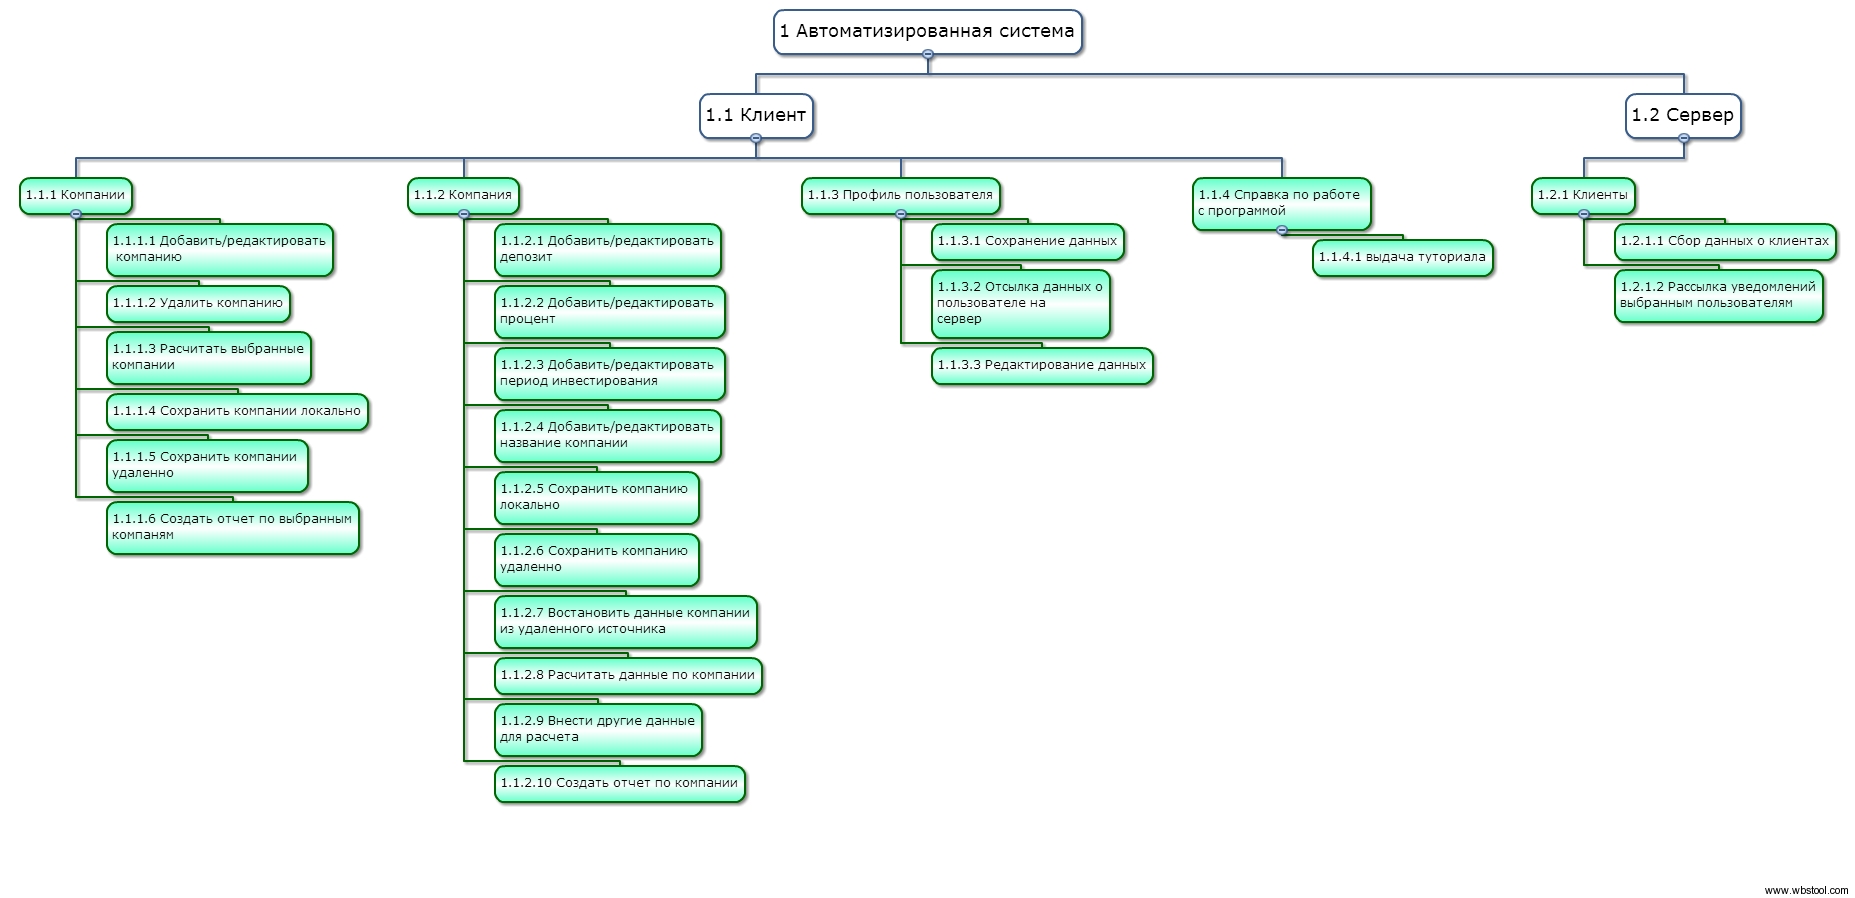 1 Автоматизированная система
1.1 Клиент
1.2 Сервер
1.1.1 Компании
1.1.1.1 Добавить/редактировать
компанию
1.1.1.2 Удалить компанию
1.1.1.3 Расчитать выбранные
компании
1.1.1.4 Сохранить компании локально
1.1.1.5 Сохранить компании
удаленно
1.1.1.6 Создать отчет по выбранным
компаням
1.1.2 Компания
1.1.2.1 Добавить/редактировать
депозит
1.1.2.2 Добавить/редактировать
процент
1.1.2.3 Добавить/редактировать
период инвестирования
1.1.2.4 Добавить/редактировать
название компании
1.1.2.5 Сохранить компанию
локально
1.1.2.6 Сохранить компанию
удаленно
1.1.2.7 Востановить данные компании
из удаленного источника
1.1.2.8 Расчитать данные по компании
1.1.2.9 Внести другие данные
для расчета
1.1.2.10 Создать отчет по компании
1.1.3 Профиль пользователя
1.1.3.1 Сохранение данных
1.1.3.2 Отсылка данных о
пользователе на
сервер
1.1.3.3 Редактирование данных
1.1.4 Справка по работе
с программой
1.1.4.1 выдача туториала
1.2.1 Клиенты
1.2.1.1 Сбор данных о клиентах
1.2.1.2 Рассылка уведомлений
выбранным пользователям
www.wbstool.com